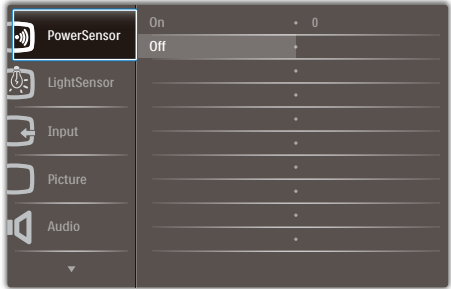 PowerSensor
LightSensor
Input
Picture
Audio
On 0
Off